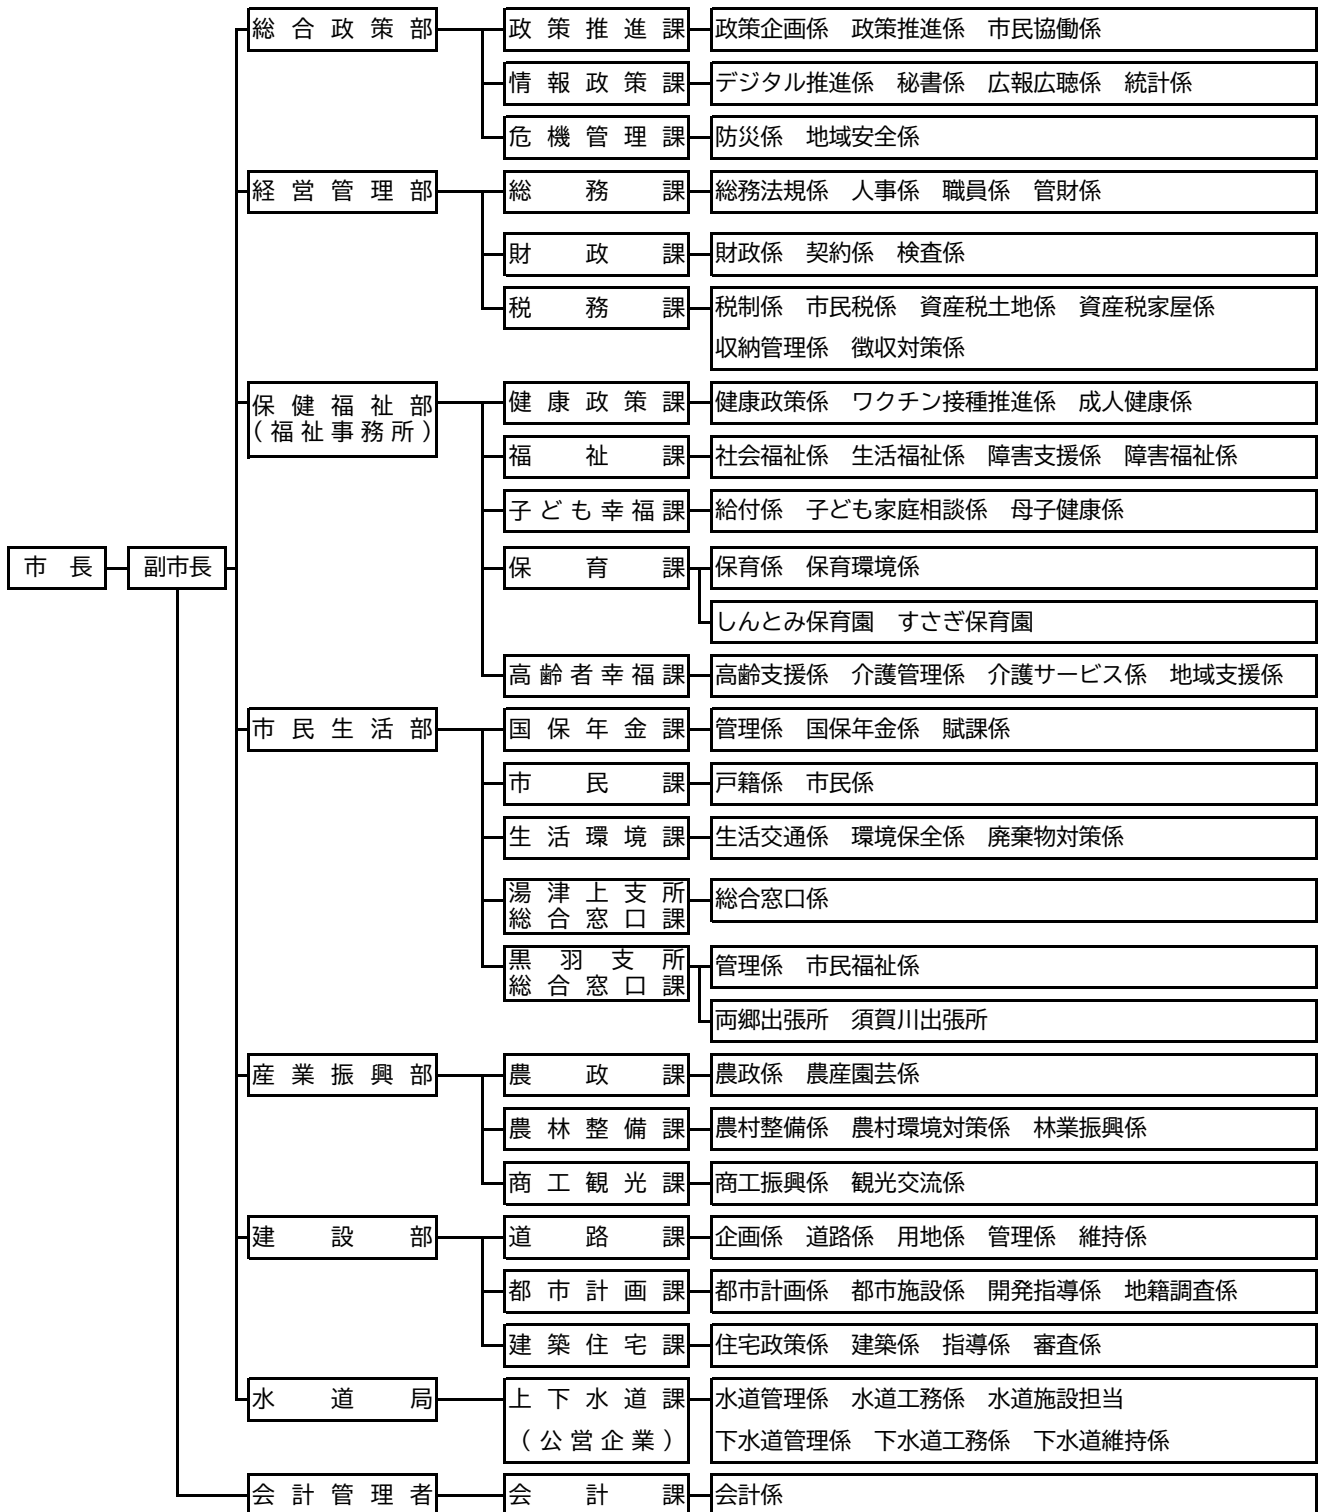 総合政策部 政策推進課 政策企画係 政策推進係 市民協働係
情報政策課 デジタル推進係 秘書係 広報広聴係 統計係
危機管理課 防災係 地域安全係
経営管理部 総務課 総務法規係 人事係 職員係 管財係
財政課 財政係 契約係 検査係
税務課 税制係 市民税係 資産税土地係 資産税家屋係
収納管理係 徴収対策係
保健福祉部 健康政策課 健康政策係 ワクチン接種推進係 成人健康係
(福祉事務所)
福祉課 社会福祉係 生活福祉係 障害支援係 障害福祉係
子ども幸福課 給付係 子ども家庭相談係 母子健康係
市長 副市長 保育課 保育係 保育環境係
しんとみ保育園 すさぎ保育園
高齢者幸福課 高齢支援係 介護管理係 介護サービス係 地域支援係
市民生活部 国保年金課 管理係 国保年金係 賦課係
市民課 戸籍係 市民係
生活環境課 生活交通係 環境保全係 廃棄物対策係
湯津上支所 総合窓口係
総合窓口課
黒羽支所 管理係 市民福祉係
総合窓口課
両郷出張所 須賀川出張所
産業振興部 農政課 農政係 農産園芸係
農林整備課 農村整備係 農村環境対策係 林業振興係
商工観光課 商工振興係 観光交流係
建設部 道路課 企画係 道路係 用地係 管理係 維持係
都市計画課 都市計画係 都市施設係 開発指導係 地籍調査係
建築住宅課 住宅政策係 建築係 指導係 審査係
水道局 上下水道課 水道管理係 水道工務係 水道施設担当
(公営企業) 下水道管理係 下水道工務係 下水道維持係
会計管理者 会計課 会計係